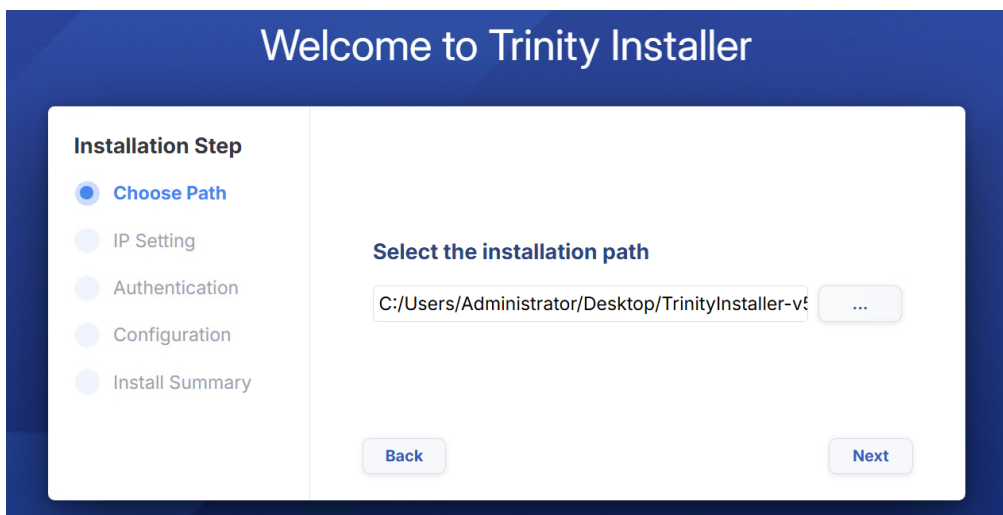 Welcome to Trinity Installer
Installation Step
Choose Path
IP Setting
Authentication
Configuration
Install Summary
Select the installation path
C:/Users/Administrator/Desktop/TrinityInstaller-v5
...
Back
Next